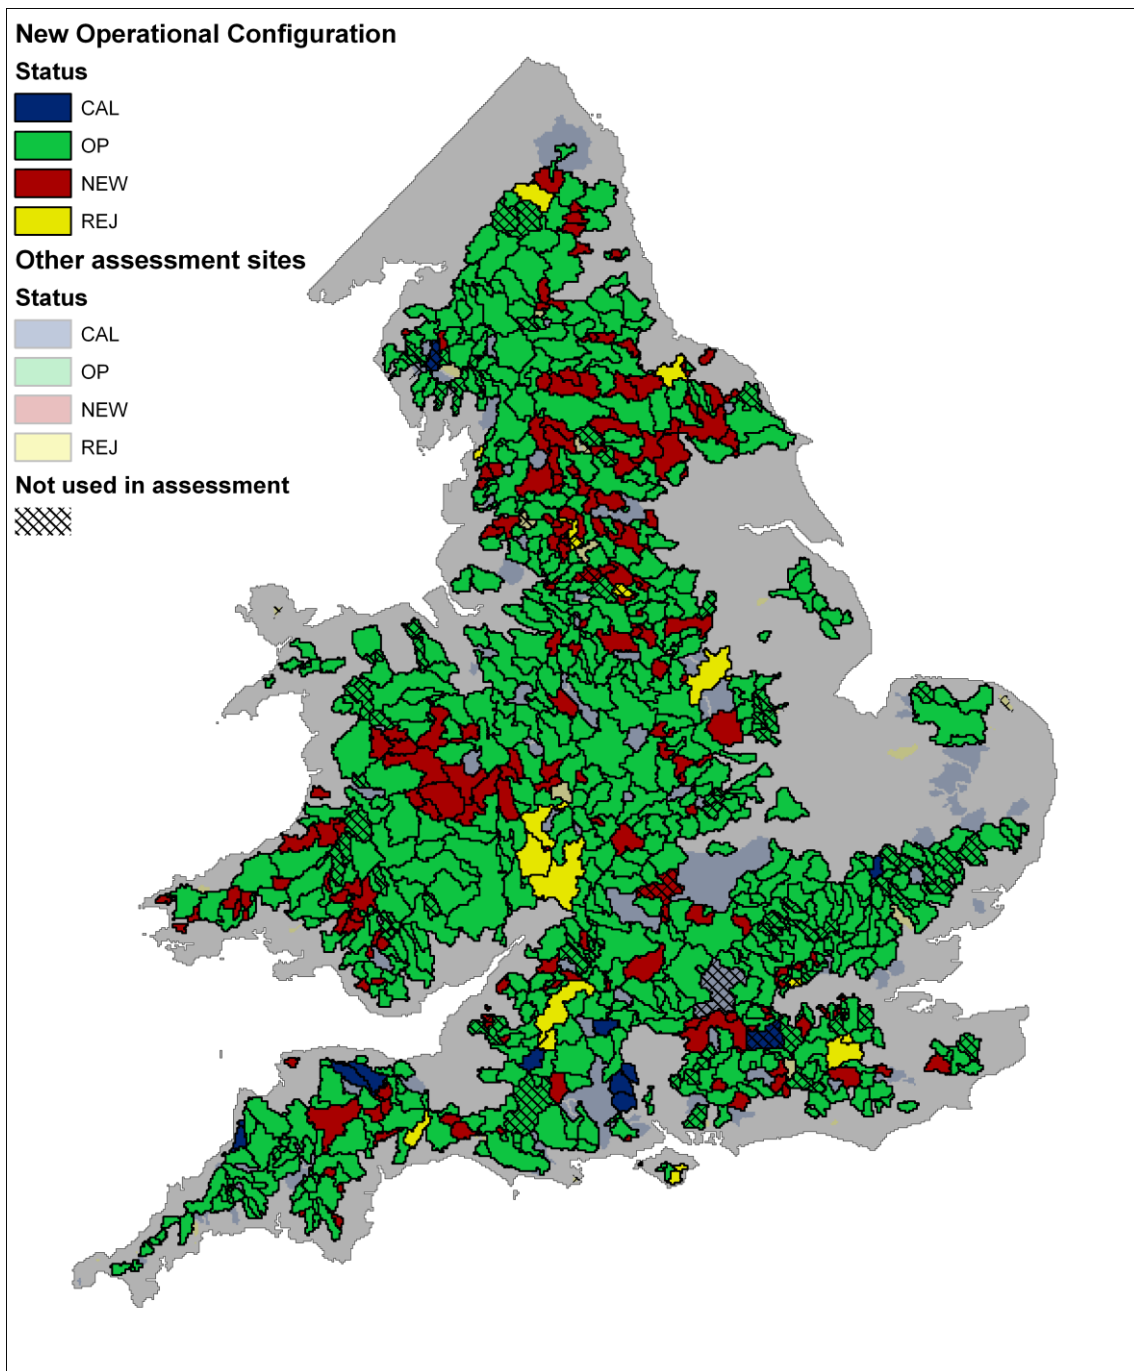 New Operational Configuration
Status
CAL
OP
NEW
REJ
Other assessment sites
Status
CAL
OP
NEW
REJ
Not used in assessment